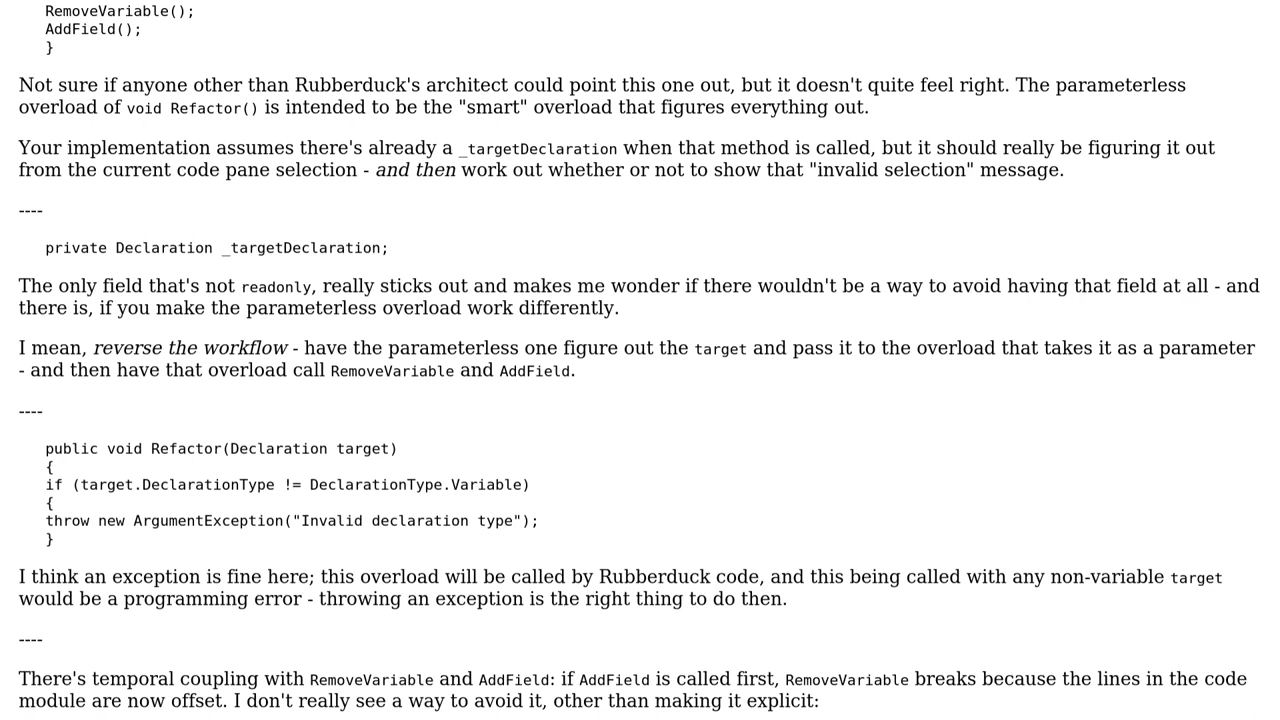 RemoveVariable();
AddField();
}
Not sure if anyone other than Rubberduck's architect could point this one out, but it doesn't quite feel right. The parameterless
overload of void Refactor() is intended to be the "smart" overload that figures everything out.
Your implementation assumes there's already a _targetDeclaration when that method is called, but it should really be figuring it out
from the current code pane selection - and then work out whether or not to show that "invalid selection" message.
----
private Declaration _targetDeclaration;
The only field that's not readonly, really sticks out and makes me wonder if there wouldn't be a way to avoid having that field at all - and
there is, if you make the parameterless overload work differently.
I mean, reverse the workflow - have the parameterless one figure out the target and pass it to the overload that takes it as a parameter
- and then have that overload call RemoveVariable and AddField.
----
public void Refactor(Declaration target)
{
if (target.DeclarationType != DeclarationType.Variable)
{
throw new ArgumentException("Invalid declaration type");
}
I think an exception is fine here; this overload will be called by Rubberduck code, and this being called with any non-variable target
would be a programming error - throwing an exception is the right thing to do then.
----
There's temporal coupling with RemoveVariable and AddField: if AddField is called first, RemoveVariable breaks because the lines in the code
module are now offset. I don't really see a way to avoid it, other than making it explicit: